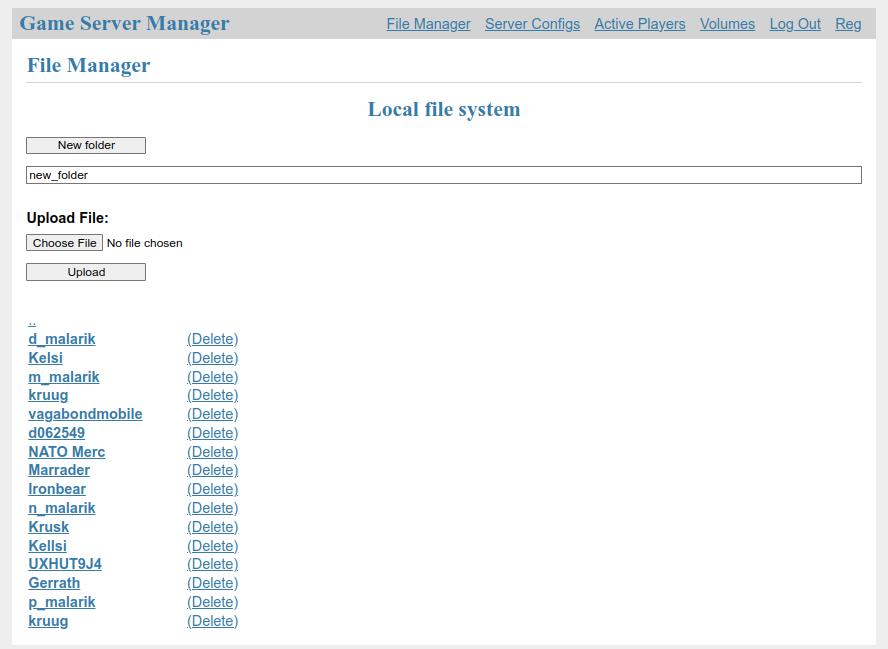 Game Server Manager File Manager Server Configs Active Players Volumes Log Out Reg
File Manager
Local file system
New folder
new_folder
Upload File:
Choose File No file chosen
Upload
..
d_malarik (Delete)
Kelsi (Delete)
m_malarik (Delete)
kruug (Delete)
vagabondmobile (Delete)
d062549 (Delete)
NATO Merc (Delete)
Marrader (Delete)
Ironbear (Delete)
n_malarik (Delete)
Krusk (Delete)
Kellsi (Delete)
UXHUT9J4 (Delete)
Gerrath (Delete)
p_malarik (Delete)
kruug (Delete)